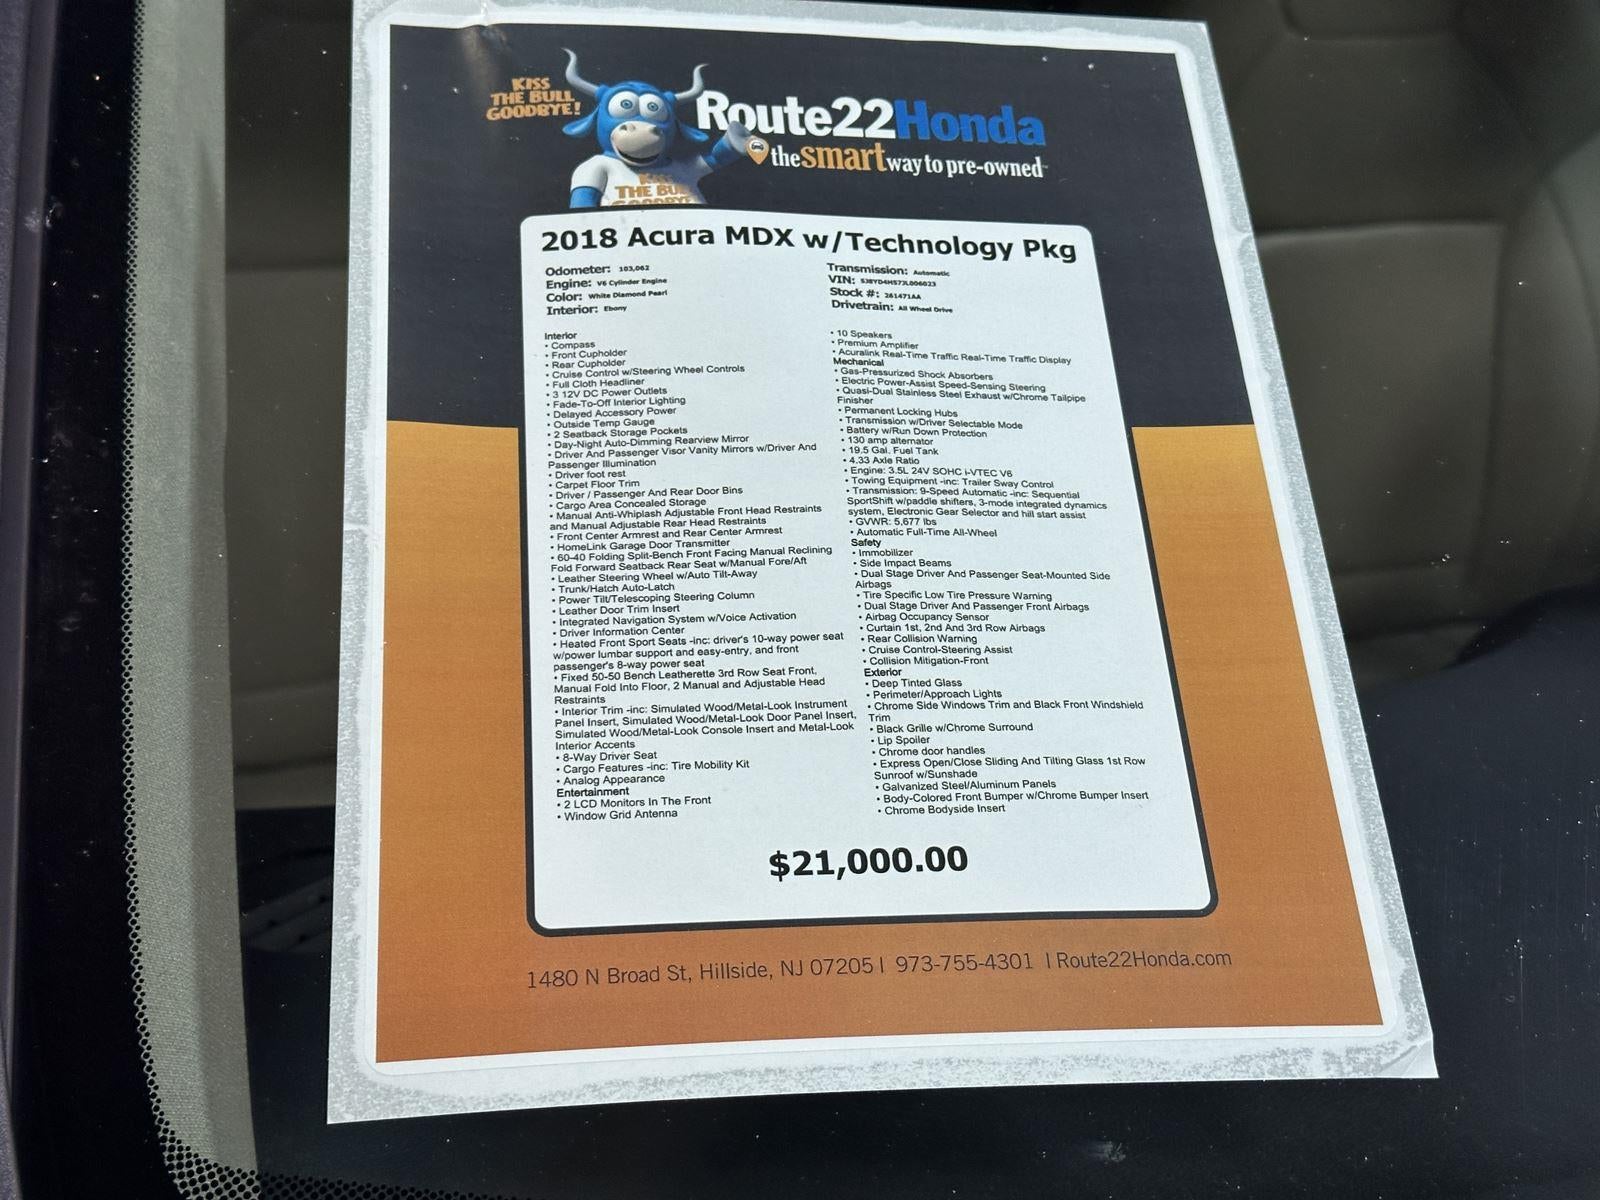 KISS
THE BULL
GOODBYE!
Route22Honda
the smart way to pre-owned
KISS
THE BULL
GOODBYE
2018 Acura MDX w/Technology Pkg
Odometer: 103,062
Engine: V6 Cylinder Engine
Color: White Diamond Pearl
Interior: Ebony
Transmission: Automatic
VIN: 5J8YD4H57JL006023
Stock #: 261471AA
Drivetrain: All Wheel Drive
Interior
• Compass
• Front Cupholder
• Rear Cupholder
• Cruise Control w/Steering Wheel Controls
• Full Cloth Headliner
• 3 12V DC Power Outlets
• Fade-To-Off Interior Lighting
• Delayed Accessory Power
• Outside Temp Gauge
• 2 Seatback Storage Pockets
• Day-Night Auto-Dimming Rearview Mirror
• Driver And Passenger Visor Vanity Mirrors w/Driver And
Passenger Illumination
• Driver foot rest
• Carpet Floor Trim
• Driver / Passenger And Rear Door Bins
• Cargo Area Concealed Storage
• Manual Anti-Whiplash Adjustable Front Head Restraints
and Manual Adjustable Rear Head Restraints
• Front Center Armrest and Rear Center Armrest
• HomeLink Garage Door Transmitter
• 60-40 Folding Split-Bench Front Facing Manual Reclining
Fold Forward Seatback Rear Seat w/Manual Fore/Aft
• Leather Steering Wheel w/Auto Tilt-Away
• Trunk/Hatch Auto-Latch
• Power Tilt/Telescoping Steering Column
• Leather Door Trim Insert
• Integrated Navigation System w/Voice Activation
• Driver Information Center
• Heated Front Sport Seats -inc: driver's 10-way power seat
w/power lumbar support and easy-entry, and front
passenger's 8-way power seat
• Fixed 50-50 Bench Leatherette 3rd Row Seat Front,
Manual Fold Into Floor, 2 Manual and Adjustable Head
Restraints
• Interior Trim -inc: Simulated Wood/Metal-Look Instrument
Panel Insert, Simulated Wood/Metal-Look Door Panel Insert,
Simulated Wood/Metal-Look Console Insert and Metal-Look
Interior Accents
• 8-Way Driver Seat
• Cargo Features -inc: Tire Mobility Kit
• Analog Appearance
Entertainment
• 2 LCD Monitors In The Front
• Window Grid Antenna
• 10 Speakers
• Premium Amplifier
• Acuralink Real-Time Traffic Real-Time Traffic Display
Mechanical
• Gas-Pressurized Shock Absorbers
• Electric Power-Assist Speed-Sensing Steering
• Quasi-Dual Stainless Steel Exhaust w/Chrome Tailpipe
Finisher
• Permanent Locking Hubs
• Transmission w/Driver Selectable Mode
• Battery w/Run Down Protection
• 130 amp alternator
• 19.5 Gal. Fuel Tank
• 4.33 Axle Ratio
• Engine: 3.5L 24V SOHC i-VTEC V6
• Towing Equipment -inc: Trailer Sway Control
• Transmission: 9-Speed Automatic -inc: Sequential
SportShift w/paddle shifters, 3-mode integrated dynamics
system, Electronic Gear Selector and hill start assist
• GVWR: 5,677 lbs
• Automatic Full-Time All-Wheel
Safety
• Immobilizer
• Side Impact Beams
• Dual Stage Driver And Passenger Seat-Mounted Side
Airbags
• Tire Specific Low Tire Pressure Warning
• Dual Stage Driver And Passenger Front Airbags
• Airbag Occupancy Sensor
• Curtain 1st, 2nd And 3rd Row Airbags
• Rear Collision Warning
• Cruise Control-Steering Assist
• Collision Mitigation-Front
Exterior
• Deep Tinted Glass
• Perimeter/Approach Lights
• Chrome Side Windows Trim and Black Front Windshield
Trim
• Black Grille w/Chrome Surround
• Lip Spoiler
• Chrome door handles
• Express Open/Close Sliding And Tilting Glass 1st Row
Sunroof w/Sunshade
• Galvanized Steel/Aluminum Panels
• Body-Colored Front Bumper w/Chrome Bumper Insert
• Chrome Bodyside Insert
$21,000.00
1480 N Broad St, Hillside, NJ 07205 | 973-755-4301 | Route22Honda.com